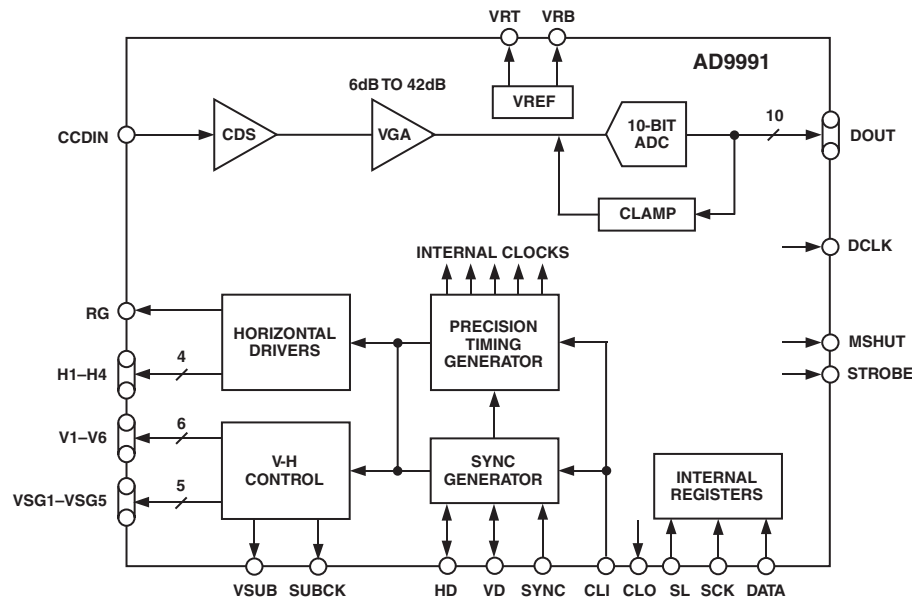 VRT VRB
AD9991
6dB TO 42dB
VREF
CCDIN
CDS
VGA
10-BIT
ADC
10
DOUT
CLAMP
INTERNAL CLOCKS
DCLK
RG
HORIZONTAL
DRIVERS
PRECISION
TIMING
GENERATOR
MSHUT
H1–H4
4
STROBE
V1–V6
6
V-H
CONTROL
SYNC
GENERATOR
INTERNAL
REGISTERS
VSG1–VSG5
5
VSUB SUBCK HD VD SYNC CLI CLO SL SCK DATA